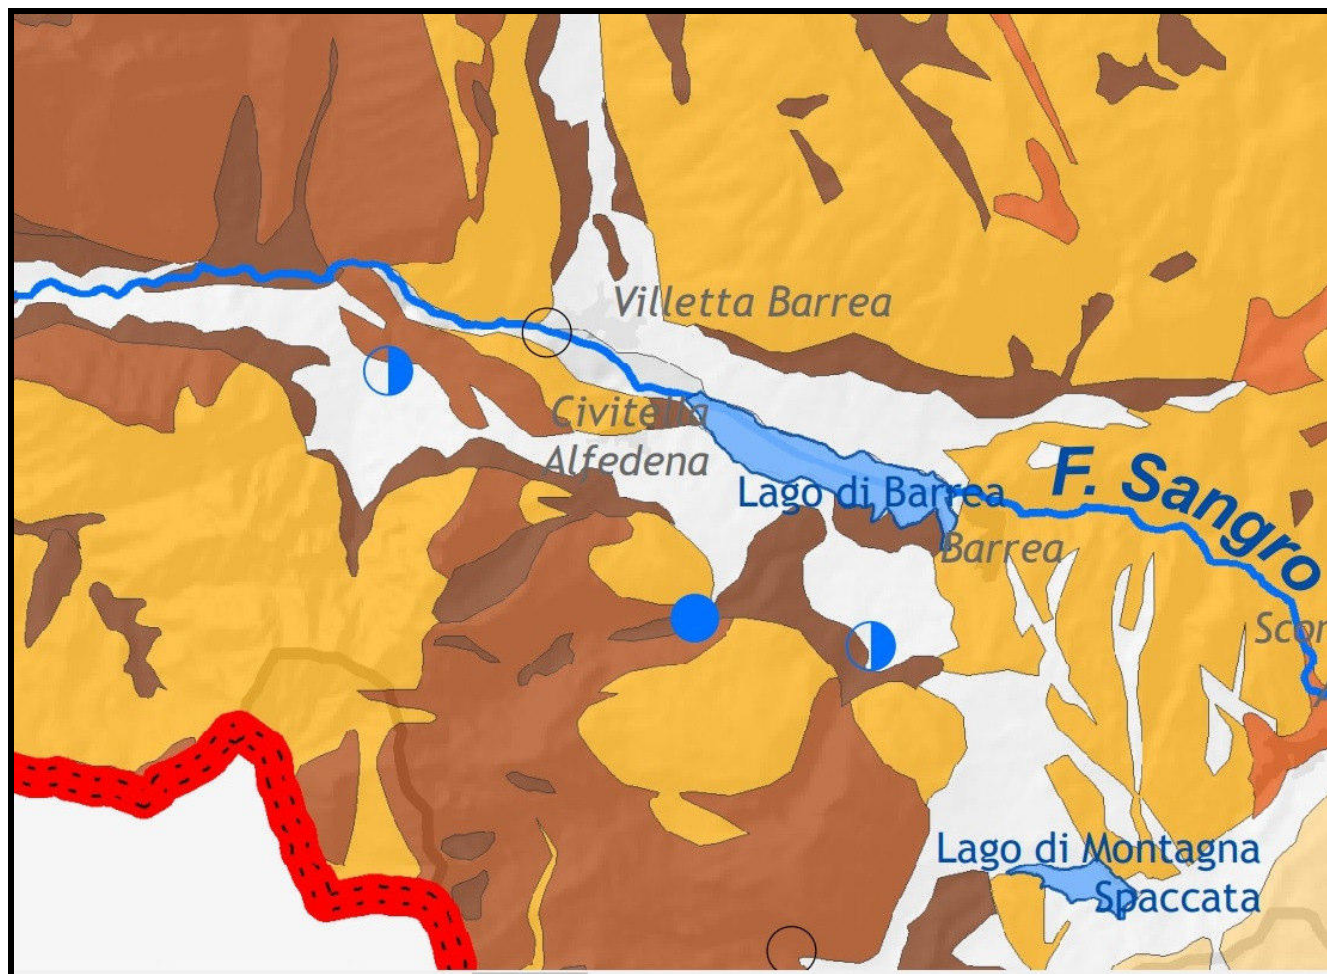 Villetta Barrea
Civitella
Alfedena
Lago di Barrea
F. Sangro
Barrea
Lago di Montagna
Spaccata